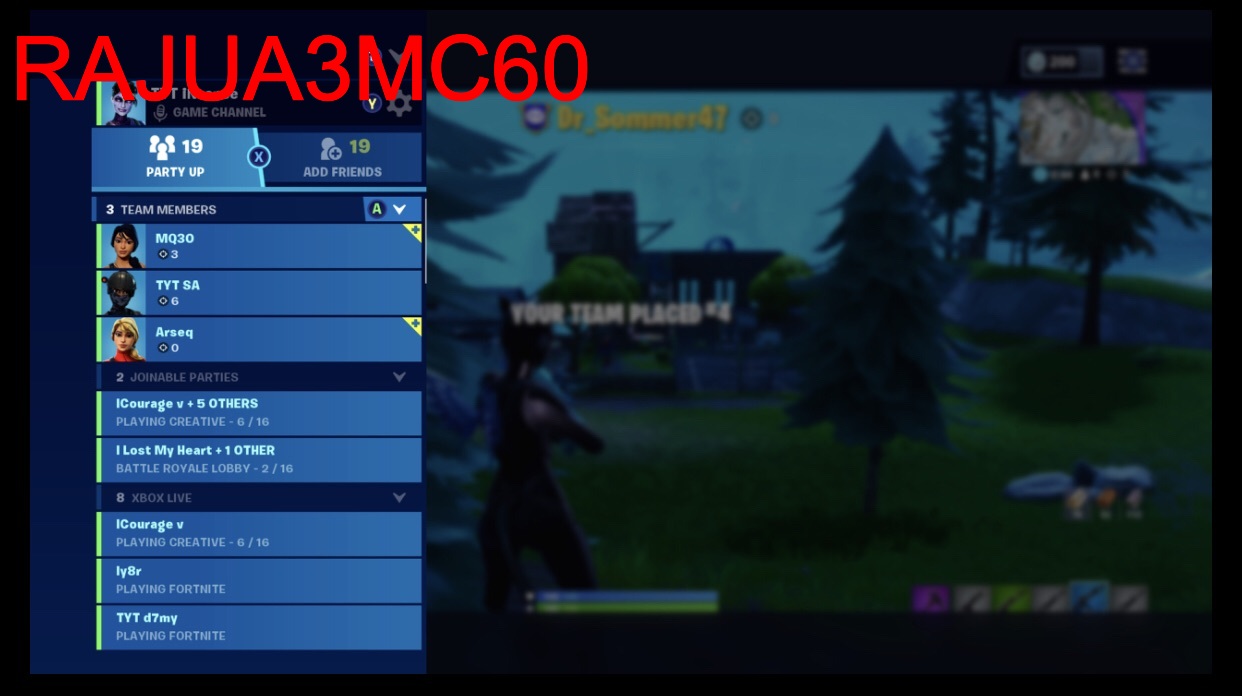 RAJUA3MC60
GAME CHANNEL
Y
19
PARTY UP
X
19
ADD FRIENDS
3 TEAM MEMBERS
A
MQ30
3
TYT SA
6
Arseq
0
2 JOINABLE PARTIES
ICourage v + 5 OTHERS
PLAYING CREATIVE - 6 / 16
I Lost My Heart + 1 OTHER
BATTLE ROYALE LOBBY - 2 / 16
8 XBOX LIVE
ICourage v
PLAYING CREATIVE - 6 / 16
ly8r
PLAYING FORTNITE
TYT d7my
PLAYING FORTNITE
200
Dr_Sommer47
YOUR TEAM PLACED #4